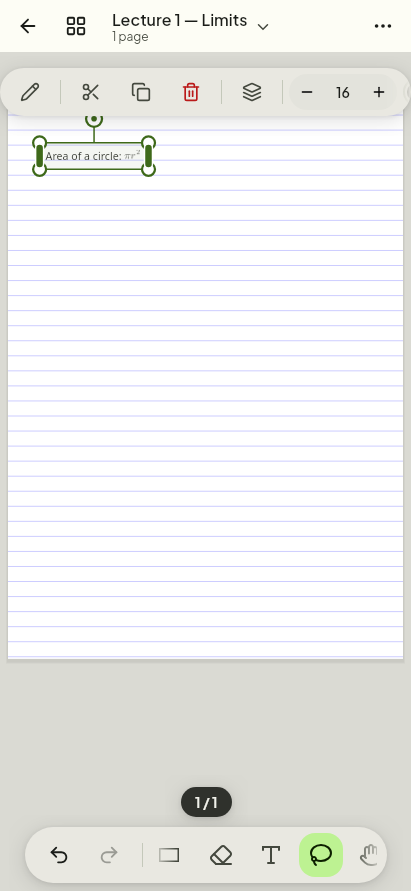 Lecture 1 — Limits
1 page
16
Area of a circle: πr²
1/1
T